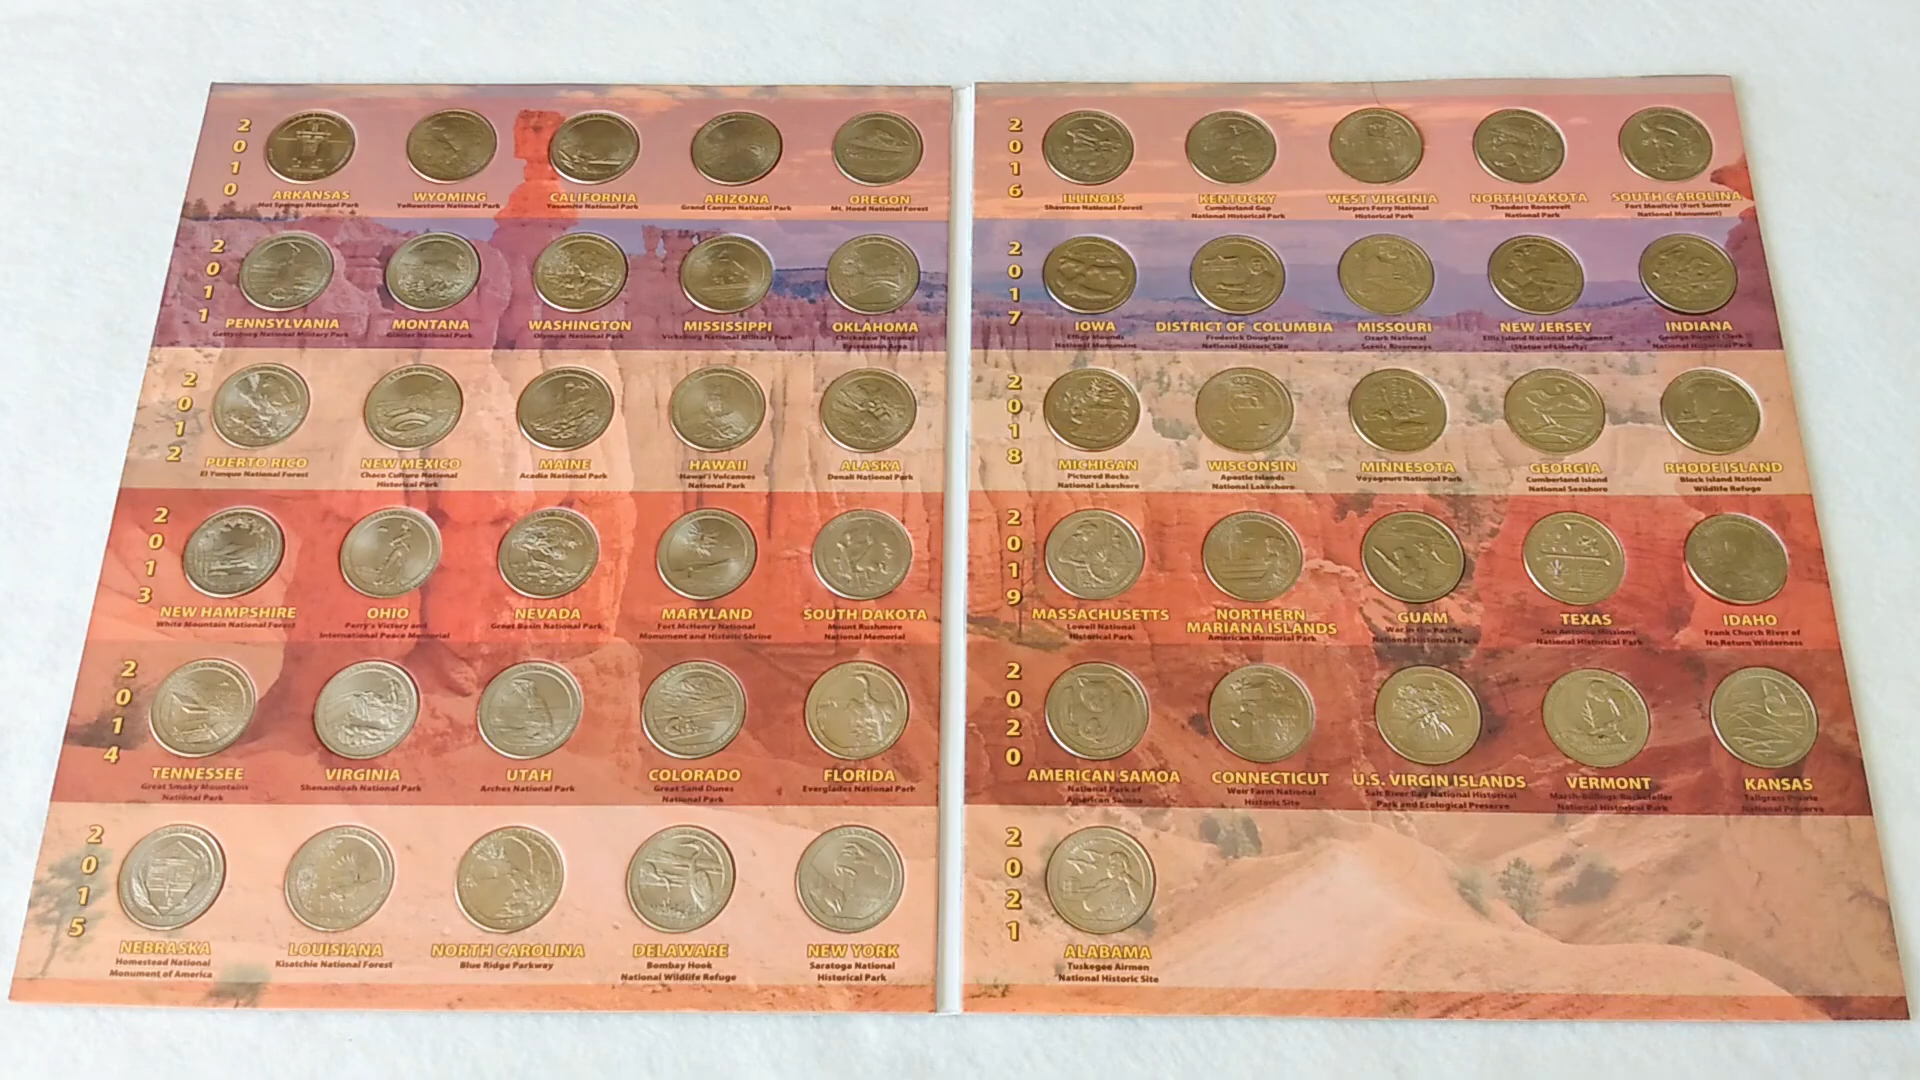 2010
ARKANSAS
Hot Springs National Park
WYOMING
Yellowstone National Park
CALIFORNIA
Yosemite National Park
ARIZONA
Grand Canyon National Park
OREGON
Mt. Hood National Forest
2011
PENNSYLVANIA
Gettysburg National Military Park
MONTANA
Glacier National Park
WASHINGTON
Olympic National Park
MISSISSIPPI
Vicksburg National Military Park
OKLAHOMA
Chickasaw National
Recreation Area
2012
PUERTO RICO
El Yunque National Forest
NEW MEXICO
Chaco Culture National
Historical Park
MAINE
Acadia National Park
HAWAII
Hawai'i Volcanoes
National Park
ALASKA
Denali National Park
2013
NEW HAMPSHIRE
White Mountain National Forest
OHIO
Perry's Victory and
International Peace Memorial
NEVADA
Great Basin National Park
MARYLAND
Fort McHenry National
Monument and Historic Shrine
SOUTH DAKOTA
Mount Rushmore
National Memorial
2014
TENNESSEE
Great Smoky Mountains
National Park
VIRGINIA
Shenandoah National Park
UTAH
Arches National Park
COLORADO
Great Sand Dunes
National Park
FLORIDA
Everglades National Park
2015
NEBRASKA
Homestead National
Monument of America
LOUISIANA
Kisatchie National Forest
NORTH CAROLINA
Blue Ridge Parkway
DELAWARE
Bombay Hook
National Wildlife Refuge
NEW YORK
Saratoga National
Historical Park
2016
ILLINOIS
Shawnee National Forest
KENTUCKY
Cumberland Gap
National Historical Park
WEST VIRGINIA
Harpers Ferry National
Historical Park
NORTH DAKOTA
Theodore Roosevelt
National Park
SOUTH CAROLINA
Fort Moultrie (Fort Sumter
National Monument)
2017
IOWA
Effigy Mounds
National Monument
DISTRICT OF COLUMBIA
Frederick Douglass
National Historic Site
MISSOURI
Ozark National
Scenic Riverways
NEW JERSEY
Ellis Island National Monument
(Statue of Liberty)
INDIANA
George Rogers Clark
National Historical Park
2018
MICHIGAN
Pictured Rocks
National Lakeshore
WISCONSIN
Apostle Islands
National Lakeshore
MINNESOTA
Voyageurs National Park
GEORGIA
Cumberland Island
National Seashore
RHODE ISLAND
Block Island National
Wildlife Refuge
2019
MASSACHUSETTS
Lowell National
Historical Park
NORTHERN
MARIANA ISLANDS
American Memorial Park
GUAM
War in the Pacific
National Historical Park
TEXAS
San Antonio Missions
National Historical Park
IDAHO
Frank Church River of
No Return Wilderness
2020
AMERICAN SAMOA
National Park of
American Samoa
CONNECTICUT
Weir Farm National
Historic Site
U.S. VIRGIN ISLANDS
Salt River Bay National Historical
Park and Ecological Preserve
VERMONT
Marsh-Billings-Rockefeller
National Historical Park
KANSAS
Tallgrass Prairie
National Preserve
2021
ALABAMA
Tuskegee Airmen
National Historic Site